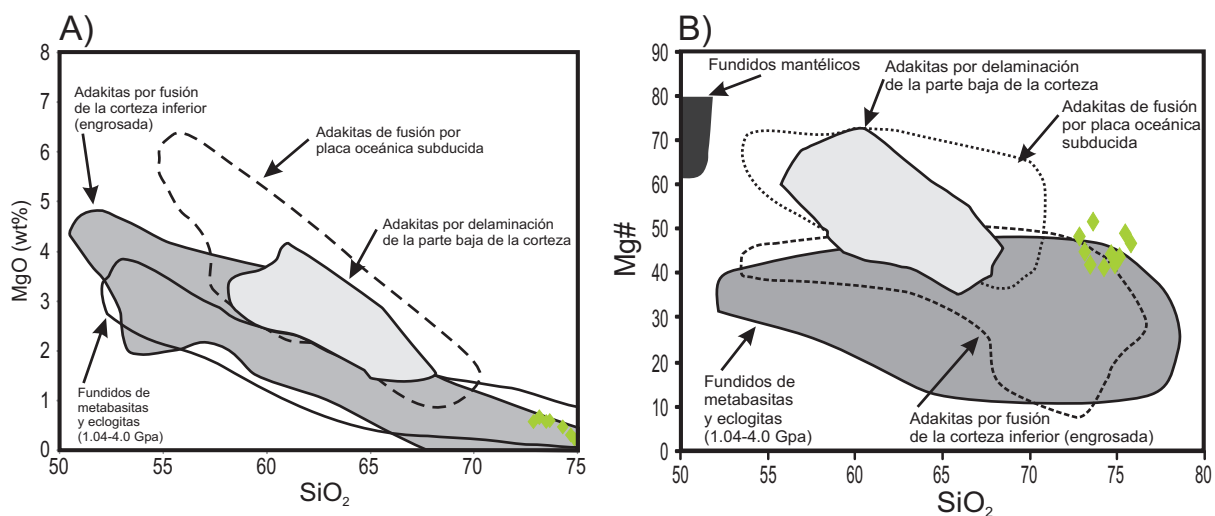 A)
8
7
6
5
4
3
2
1
0
MgO (wt%)
50
55
60
65
70
75
SiO₂
Adakitas por fusión
de la corteza inferior
(engrosada)
Adakitas de fusión por
placa oceánica subducida
Adakitas por delaminación
de la parte baja de la corteza
Fundidos de
metabasitas
y eclogitas
(1.04-4.0 Gpa)
B)
90
80
70
60
50
40
30
20
10
0
Mg#
50
55
60
65
70
75
80
SiO₂
Fundidos mantélicos
Adakitas por delaminación
de la parte baja de la corteza
Adakitas de fusión
por placa oceánica
subducida
Fundidos de
metabasitas
y eclogitas
(1.04-4.0 Gpa)
Adakitas por fusión
de la corteza inferior (engrosada)